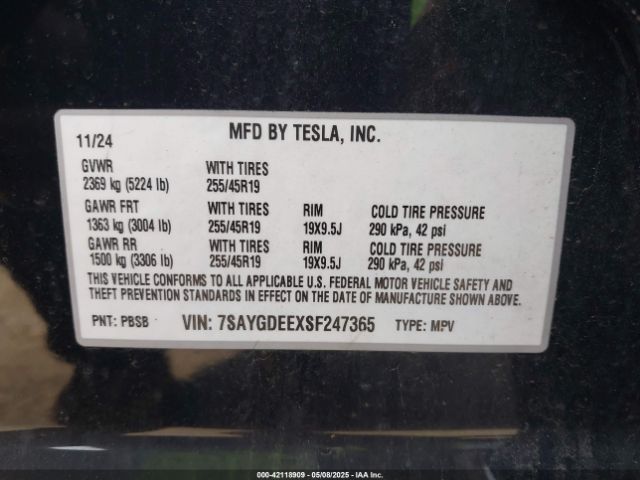 11/24 MFD BY TESLA, INC.
GVWR WITH TIRES
2369 kg (5224 lb) 255/45R19
GAWR FRT WITH TIRES RIM COLD TIRE PRESSURE
1363 kg (3004 lb) 255/45R19 19X9.5J 290 kPa, 42 psi
GAWR RR WITH TIRES RIM COLD TIRE PRESSURE
1500 kg (3306 lb) 255/45R19 19X9.5J 290 kPa, 42 psi
THIS VEHICLE CONFORMS TO ALL APPLICABLE U.S. FEDERAL MOTOR VEHICLE SAFETY AND
THEFT PREVENTION STANDARDS IN EFFECT ON THE DATE OF MANUFACTURE SHOWN ABOVE.
PNT: PBSB VIN: 7SAYGDEEXSF247365 TYPE: MPV
000-42118909 - 05/08/2025 - IAA Inc.